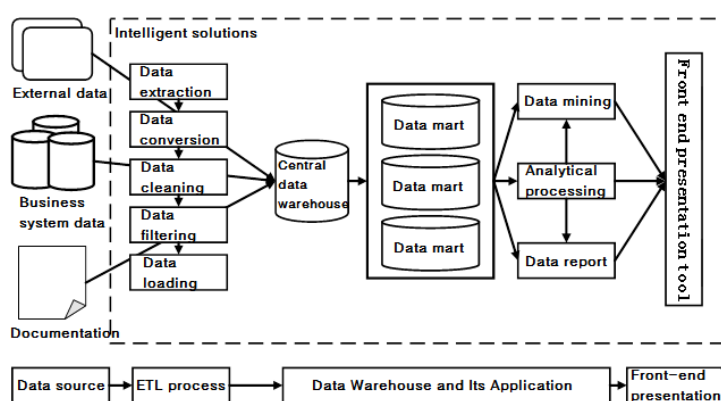 Intelligent solutions
External data
Business
system data
Documentation
Data
extraction
Data
conversion
Data
cleaning
Data
filtering
Data
loading
Central
data
warehouse
Data mart
Data mart
Data mart
Data mining
Analytical
processing
Data report
Front end presentation tool
Data source
ETL process
Data Warehouse and Its Application
Front-end
presentation